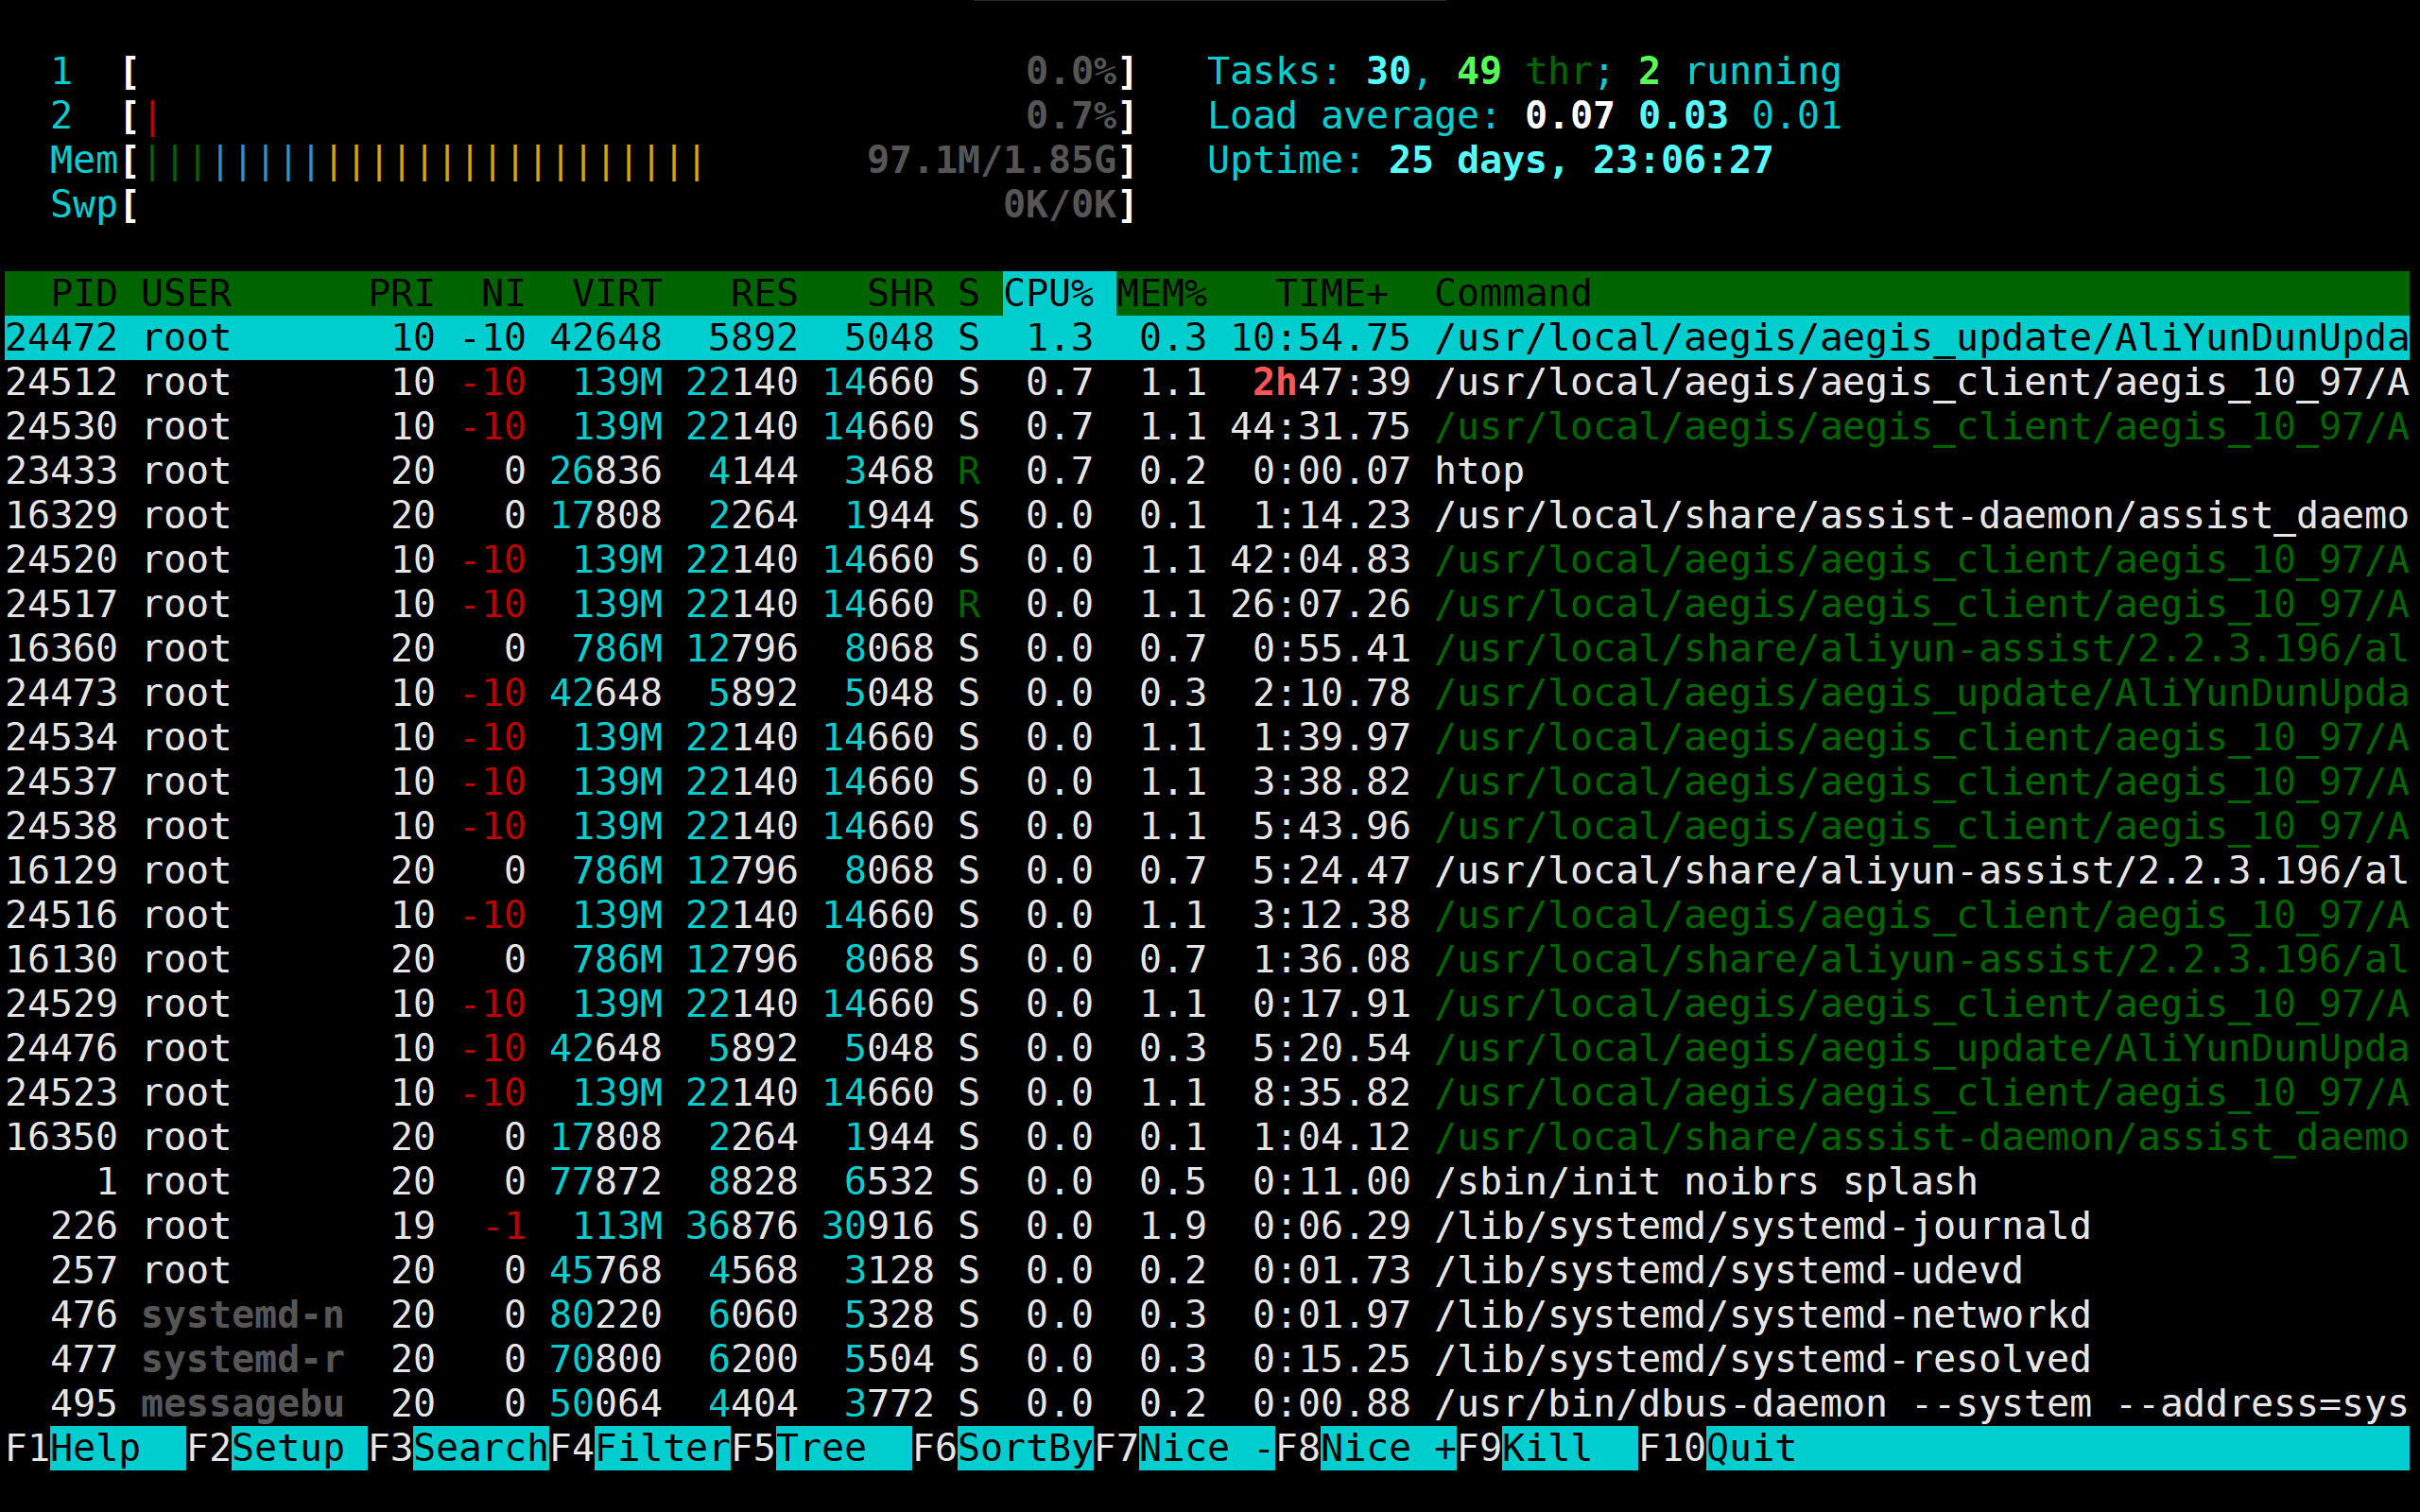 1  [ 0.0%] Tasks: 30, 49 thr; 2 running
2  [| 0.7%] Load average: 0.07 0.03 0.01
Mem[||||||||||||||||||||||||| 97.1M/1.85G] Uptime: 25 days, 23:06:27
Swp[ 0K/0K]
PID USER PRI NI VIRT RES SHR S CPU% MEM% TIME+ Command
24472 root 10 -10 42648 5892 5048 S 1.3 0.3 10:54.75 /usr/local/aegis/aegis_update/AliYunDunUpda
24512 root 10 -10 139M 22140 14660 S 0.7 1.1 2h47:39 /usr/local/aegis/aegis_client/aegis_10_97/A
24530 root 10 -10 139M 22140 14660 S 0.7 1.1 44:31.75 /usr/local/aegis/aegis_client/aegis_10_97/A
23433 root 20 0 26836 4144 3468 R 0.7 0.2 0:00.07 htop
16329 root 20 0 17808 2264 1944 S 0.0 0.1 1:14.23 /usr/local/share/assist-daemon/assist_daemo
24520 root 10 -10 139M 22140 14660 S 0.0 1.1 42:04.83 /usr/local/aegis/aegis_client/aegis_10_97/A
24517 root 10 -10 139M 22140 14660 R 0.0 1.1 26:07.26 /usr/local/aegis/aegis_client/aegis_10_97/A
16360 root 20 0 786M 12796 8068 S 0.0 0.7 0:55.41 /usr/local/share/aliyun-assist/2.2.3.196/al
24473 root 10 -10 42648 5892 5048 S 0.0 0.3 2:10.78 /usr/local/aegis/aegis_update/AliYunDunUpda
24534 root 10 -10 139M 22140 14660 S 0.0 1.1 1:39.97 /usr/local/aegis/aegis_client/aegis_10_97/A
24537 root 10 -10 139M 22140 14660 S 0.0 1.1 3:38.82 /usr/local/aegis/aegis_client/aegis_10_97/A
24538 root 10 -10 139M 22140 14660 S 0.0 1.1 5:43.96 /usr/local/aegis/aegis_client/aegis_10_97/A
16129 root 20 0 786M 12796 8068 S 0.0 0.7 5:24.47 /usr/local/share/aliyun-assist/2.2.3.196/al
24516 root 10 -10 139M 22140 14660 S 0.0 1.1 3:12.38 /usr/local/aegis/aegis_client/aegis_10_97/A
16130 root 20 0 786M 12796 8068 S 0.0 0.7 1:36.08 /usr/local/share/aliyun-assist/2.2.3.196/al
24529 root 10 -10 139M 22140 14660 S 0.0 1.1 0:17.91 /usr/local/aegis/aegis_client/aegis_10_97/A
24476 root 10 -10 42648 5892 5048 S 0.0 0.3 5:20.54 /usr/local/aegis/aegis_update/AliYunDunUpda
24523 root 10 -10 139M 22140 14660 S 0.0 1.1 8:35.82 /usr/local/aegis/aegis_client/aegis_10_97/A
16350 root 20 0 17808 2264 1944 S 0.0 0.1 1:04.12 /usr/local/share/assist-daemon/assist_daemo
1 root 20 0 77872 8828 6532 S 0.0 0.5 0:11.00 /sbin/init noibrs splash
226 root 19 -1 113M 36876 30916 S 0.0 1.9 0:06.29 /lib/systemd/systemd-journald
257 root 20 0 45768 4568 3128 S 0.0 0.2 0:01.73 /lib/systemd/systemd-udevd
476 systemd-n 20 0 80220 6060 5328 S 0.0 0.3 0:01.97 /lib/systemd/systemd-networkd
477 systemd-r 20 0 70800 6200 5504 S 0.0 0.3 0:15.25 /lib/systemd/systemd-resolved
495 messagebu 20 0 50064 4404 3772 S 0.0 0.2 0:00.88 /usr/bin/dbus-daemon --system --address=sys
F1Help F2Setup F3SearchF4FilterF5Tree F6SortByF7Nice -F8Nice +F9Kill F10Quit